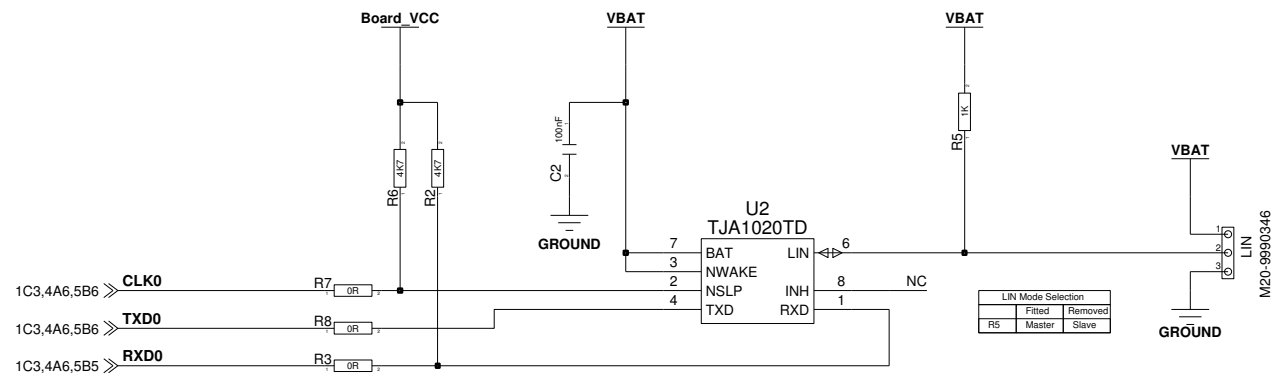 Board_VCC
VBAT
VBAT
100nF
C2
1K
R5
VBAT
4K7
R6
4K7
R2
GROUND
U2
TJA1020TD
7
BAT
LIN
6
3
NWAKE
2
NSLP
INH
8
NC
4
TXD
RXD
1
1
2
3
LIN
M20-9990346
1C3,4A6,5B6
CLK0
R7
0R
1C3,4A6,5B6
TXD0
R8
0R
1C3,4A6,5B5
RXD0
R3
0R
LIN Mode Selection
Fitted Removed
R5 Master Slave
GROUND